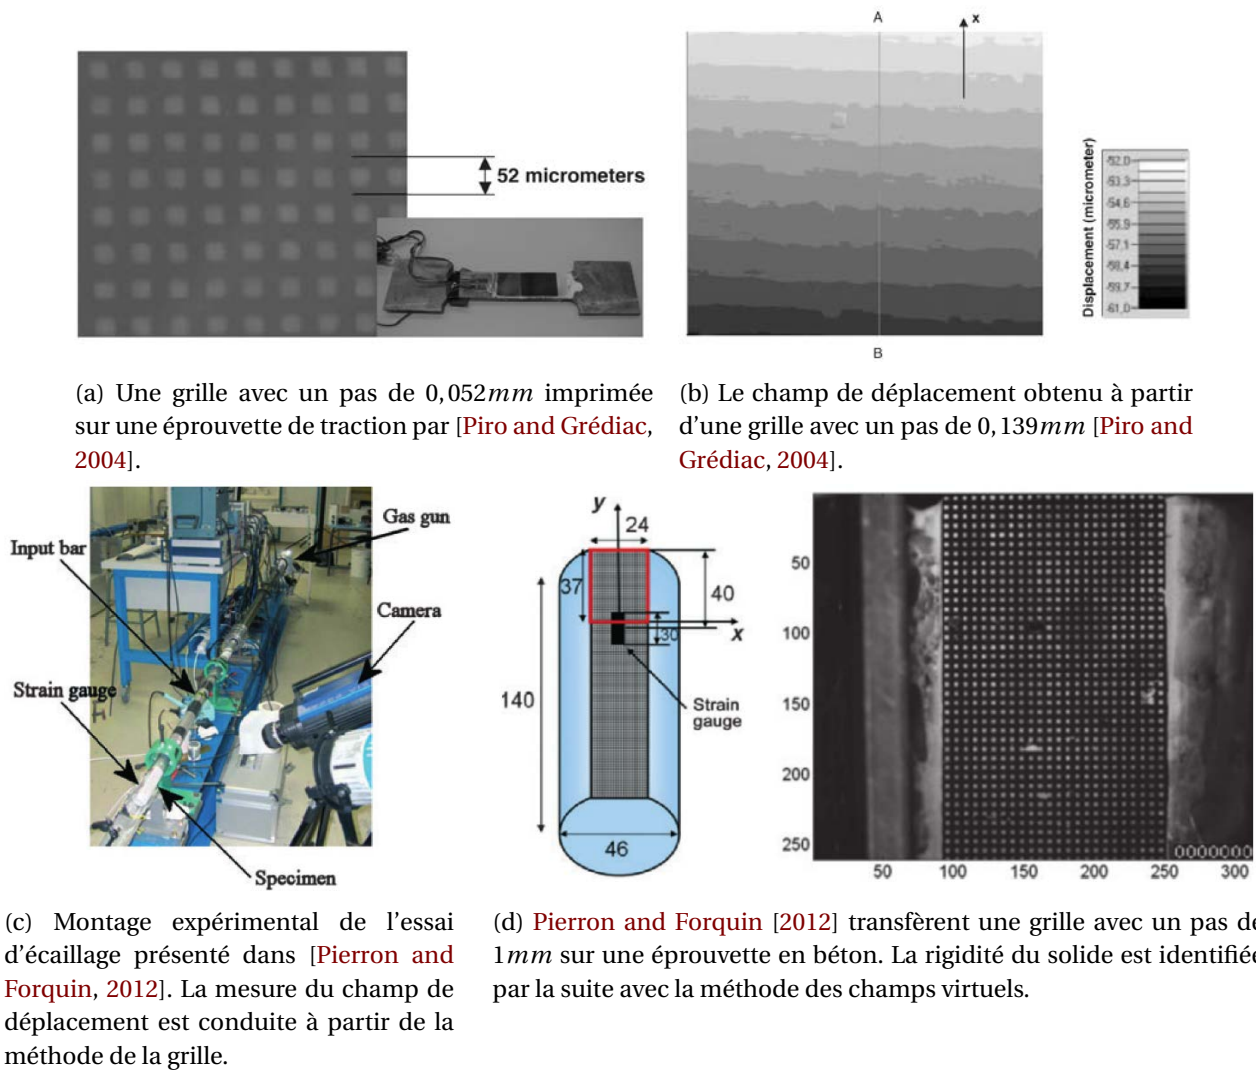 52 micrometers
A
x
B
Displacement (micrometer)
-52,0
-53,3
-54,6
-55,9
-57,1
-58,4
-59,7
-61,0
(a) Une grille avec un pas de 0,052mm imprimée
sur une éprouvette de traction par [Piro and Grédiac,
2004].
(b) Le champ de déplacement obtenu à partir
d'une grille avec un pas de 0,139mm [Piro and
Grédiac, 2004].
Gas gun
Input bar
Camera
Strain gauge
Specimen
y
24
37
40
x
30
140
Strain
gauge
46
50
100
150
200
250
0000000
50 100 150 200 250 300
(c) Montage expérimental de l'essai
d'écaillage présenté dans [Pierron and
Forquin, 2012]. La mesure du champ de
déplacement est conduite à partir de la
méthode de la grille.
(d) Pierron and Forquin [2012] transfèrent une grille avec un pas de
1mm sur une éprouvette en béton. La rigidité du solide est identifiée
par la suite avec la méthode des champs virtuels.